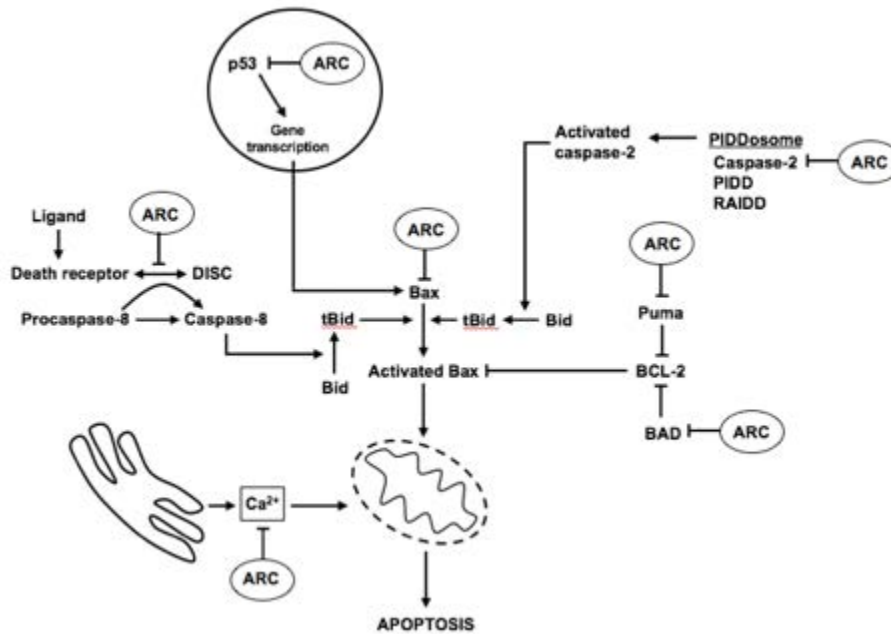 p53
ARC
Gene
transcription
Activated
caspase-2
PIDDosome
Caspase-2
PIDD
RAIDD
ARC
Ligand
ARC
Death receptor
DISC
Procaspase-8
Caspase-8
ARC
Bax
tBid
tBid
Bid
Bid
Activated Bax
ARC
Puma
BCL-2
BAD
ARC
Ca²⁺
ARC
APOPTOSIS